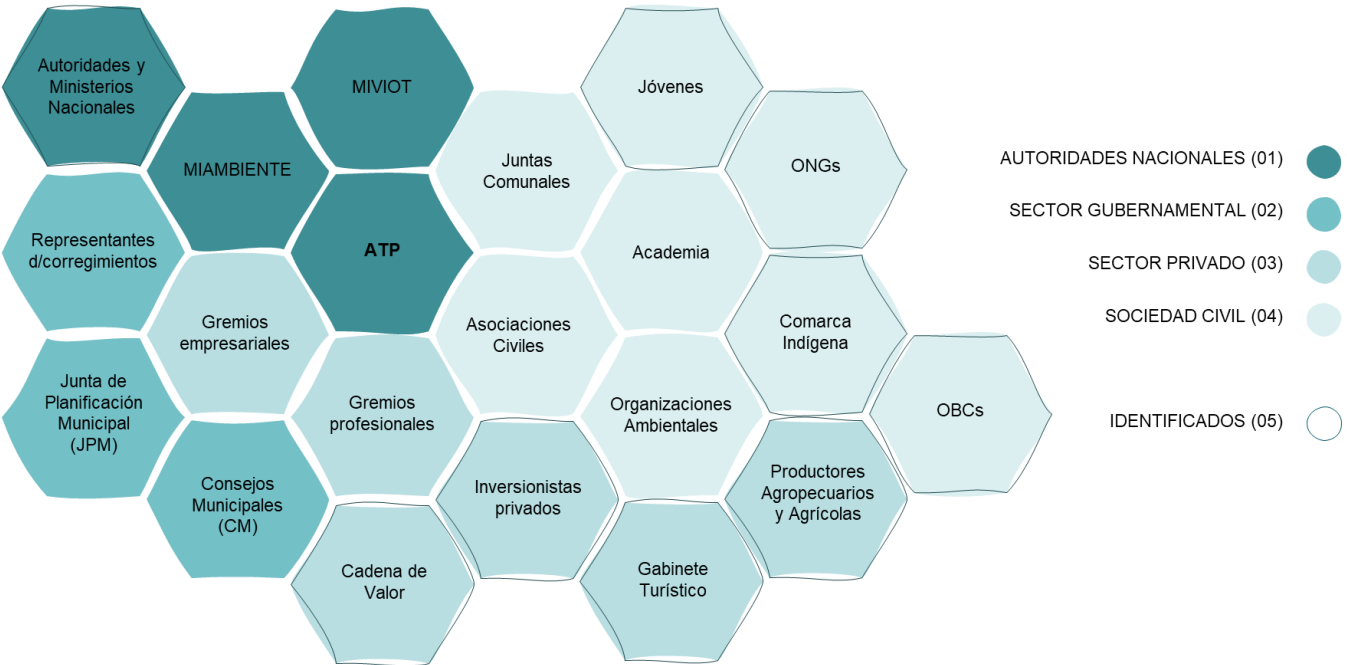 Autoridades y
Ministerios
Nacionales
MIVIOT
Jóvenes
MIAMBIENTE
Juntas
Comunales
ONGs
Representantes
d/corregimientos
ATP
Academia
Gremios
empresariales
Asociaciones
Civiles
Comarca
Indígena
Junta de
Planificación
Municipal
(JPM)
Gremios
profesionales
Organizaciones
Ambientales
OBCs
Consejos
Municipales
(CM)
Inversionistas
privados
Productores
Agropecuarios
y Agrícolas
Cadena de
Valor
Gabinete
Turístico
AUTORIDADES NACIONALES (01)
SECTOR GUBERNAMENTAL (02)
SECTOR PRIVADO (03)
SOCIEDAD CIVIL (04)
IDENTIFICADOS (05)